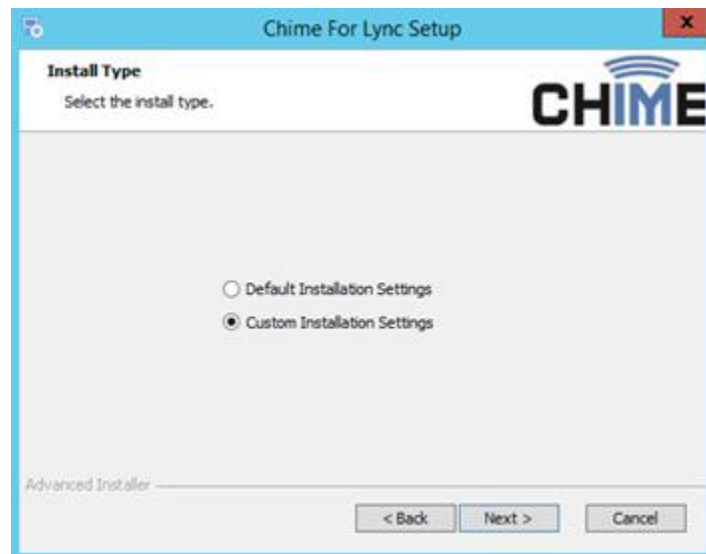 Chime For Lync Setup
x
Install Type
Select the install type.
CHIME
Default Installation Settings
Custom Installation Settings
Advanced Installer
< Back Next > Cancel